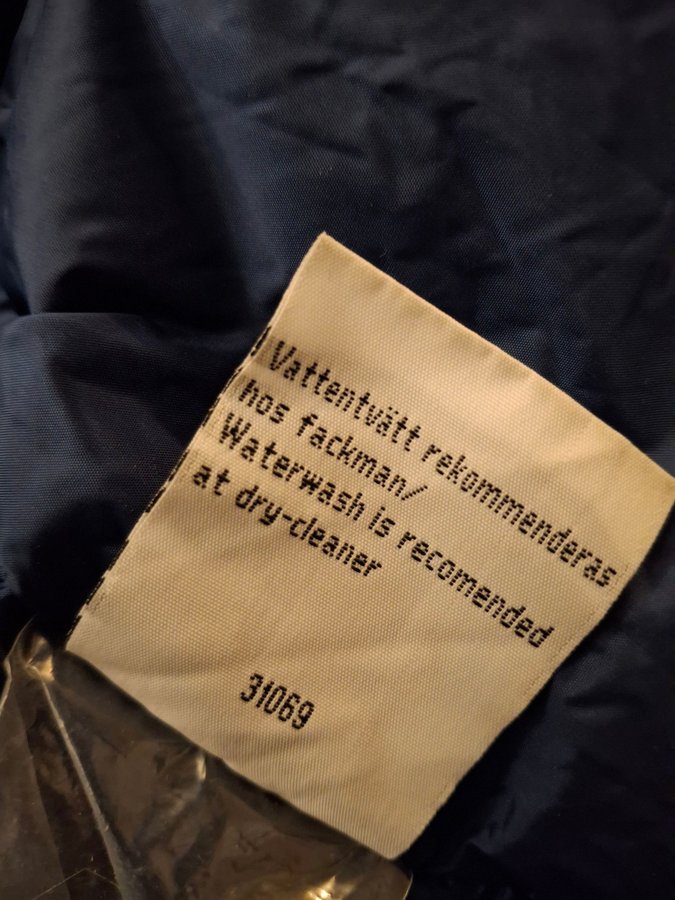 Vattentvätt rekommenderas
hos fackman/
Waterwash is recomended
at dry-cleaner
31069